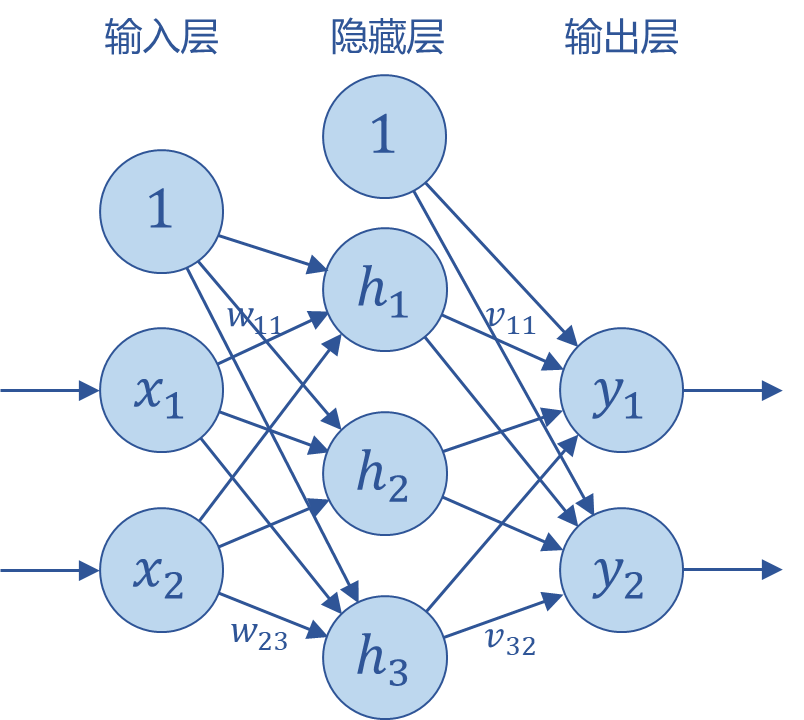 输入层 隐藏层 输出层
1
1
h₁
w₁₁ v₁₁
x₁ y₁
h₂
x₂ y₂
w₂₃ v₃₂
h₃